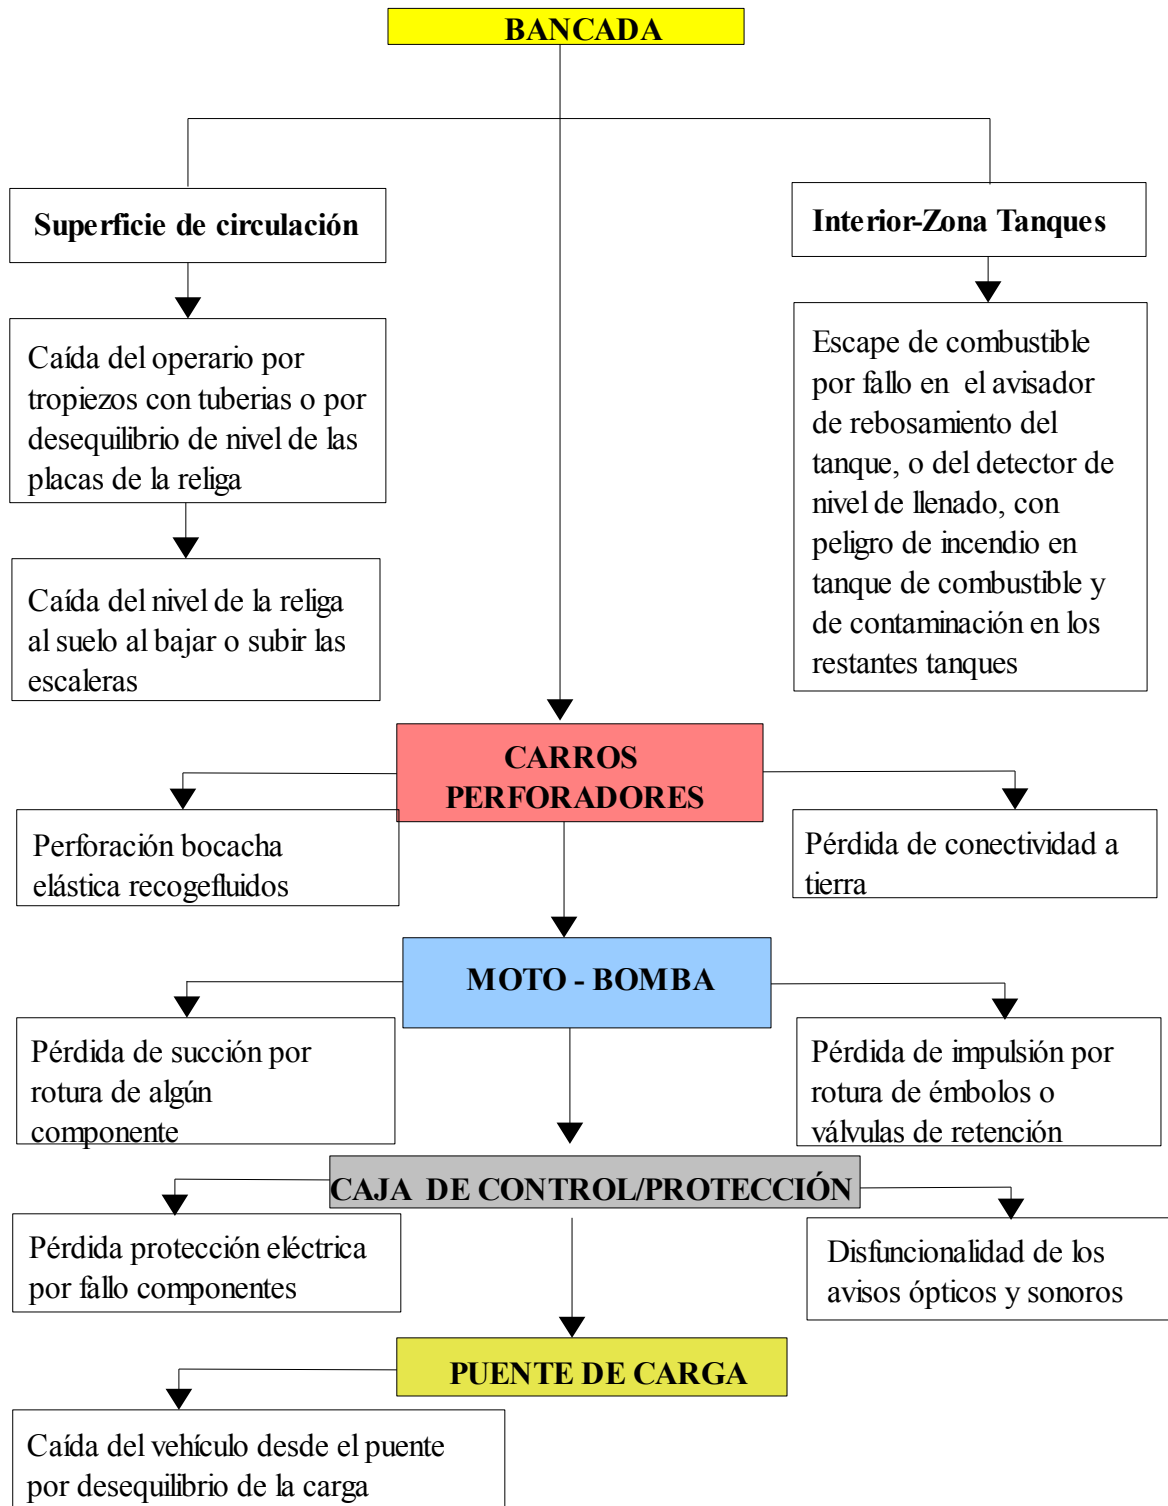 BANCADA
Superficie de circulación
Interior-Zona Tanques
Caída del operario por
tropiezos con tuberias o por
desequilibrio de nivel de las
placas de la religa
Caída del nivel de la religa
al suelo al bajar o subir las
escaleras
Escape de combustible
por fallo en el avisador
de rebosamiento del
tanque, o del detector de
nivel de llenado, con
peligro de incendio en
tanque de combustible y
de contaminación en los
restantes tanques
CARROS
PERFORADORES
Perforación bocacha
elástica recogefluidos
Pérdida de conectividad a
tierra
MOTO - BOMBA
Pérdida de succión por
rotura de algún
componente
Pérdida de impulsión por
rotura de émbolos o
válvulas de retención
CAJA DE CONTROL/PROTECCIÓN
Pérdida protección eléctrica
por fallo componentes
Disfuncionalidad de los
avisos ópticos y sonoros
PUENTE DE CARGA
Caída del vehículo desde el puente
por desequilibrio de la carga